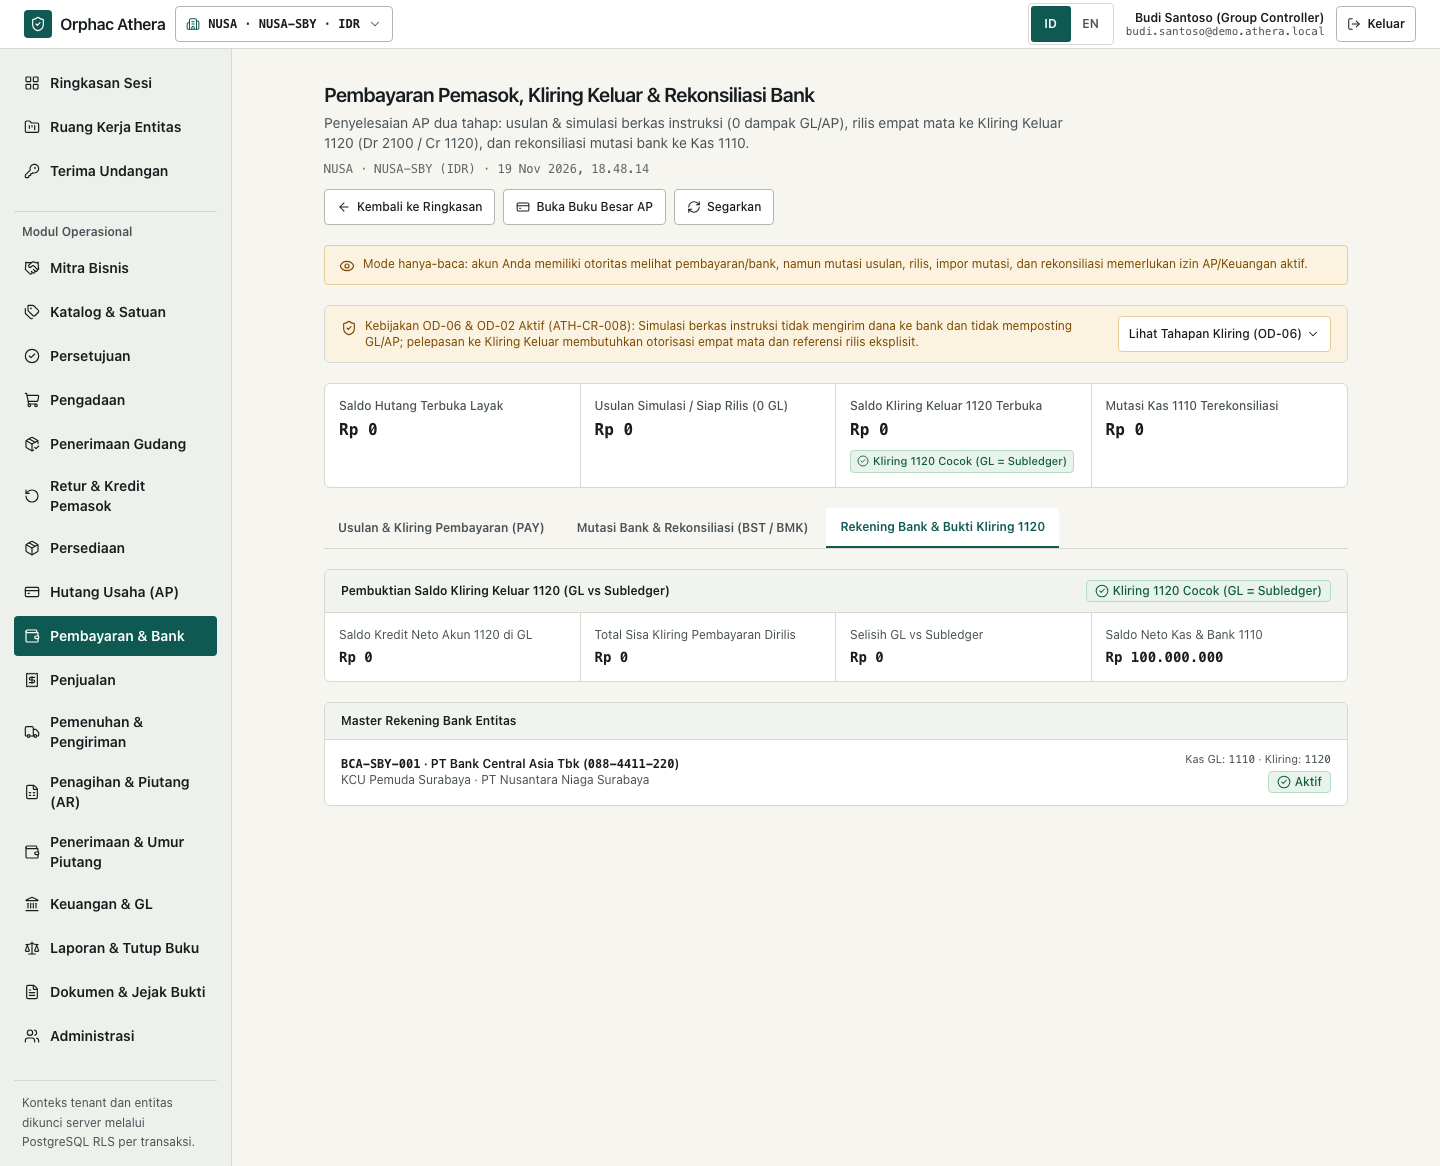 Orphac Athera
NUSA · NUSA-SBY · IDR
ID
EN
Budi Santoso (Group Controller)
budi.santoso@demo.athera.local
Keluar
Ringkasan Sesi
Ruang Kerja Entitas
Terima Undangan
Modul Operasional
Mitra Bisnis
Katalog & Satuan
Persetujuan
Pengadaan
Penerimaan Gudang
Retur & Kredit
Pemasok
Persediaan
Hutang Usaha (AP)
Pembayaran & Bank
Penjualan
Pemenuhan &
Pengiriman
Penagihan & Piutang
(AR)
Penerimaan & Umur
Piutang
Keuangan & GL
Laporan & Tutup Buku
Dokumen & Jejak Bukti
Administrasi
Konteks tenant dan entitas
dikunci server melalui
PostgreSQL RLS per transaksi.
Pembayaran Pemasok, Kliring Keluar & Rekonsiliasi Bank
Penyelesaian AP dua tahap: usulan & simulasi berkas instruksi (0 dampak GL/AP), rilis empat mata ke Kliring Keluar
1120 (Dr 2100 / Cr 1120), dan rekonsiliasi mutasi bank ke Kas 1110.
NUSA · NUSA-SBY (IDR) · 19 Nov 2026, 18.48.14
Kembali ke Ringkasan
Buka Buku Besar AP
Segarkan
Mode hanya-baca: akun Anda memiliki otoritas melihat pembayaran/bank, namun mutasi usulan, rilis, impor mutasi, dan rekonsiliasi memerlukan izin AP/Keuangan aktif.
Kebijakan OD-06 & OD-02 Aktif (ATH-CR-008): Simulasi berkas instruksi tidak mengirim dana ke bank dan tidak memposting
GL/AP; pelepasan ke Kliring Keluar membutuhkan otorisasi empat mata dan referensi rilis eksplisit.
Lihat Tahapan Kliring (OD-06)
Saldo Hutang Terbuka Layak
Rp 0
Usulan Simulasi / Siap Rilis (0 GL)
Rp 0
Saldo Kliring Keluar 1120 Terbuka
Rp 0
Kliring 1120 Cocok (GL = Subledger)
Mutasi Kas 1110 Terekonsiliasi
Rp 0
Usulan & Kliring Pembayaran (PAY)
Mutasi Bank & Rekonsiliasi (BST / BMK)
Rekening Bank & Bukti Kliring 1120
Pembuktian Saldo Kliring Keluar 1120 (GL vs Subledger)
Kliring 1120 Cocok (GL = Subledger)
Saldo Kredit Neto Akun 1120 di GL
Rp 0
Total Sisa Kliring Pembayaran Dirilis
Rp 0
Selisih GL vs Subledger
Rp 0
Saldo Neto Kas & Bank 1110
Rp 100.000.000
Master Rekening Bank Entitas
BCA-SBY-001 · PT Bank Central Asia Tbk (088-4411-220)
KCU Pemuda Surabaya · PT Nusantara Niaga Surabaya
Kas GL: 1110 · Kliring: 1120
Aktif